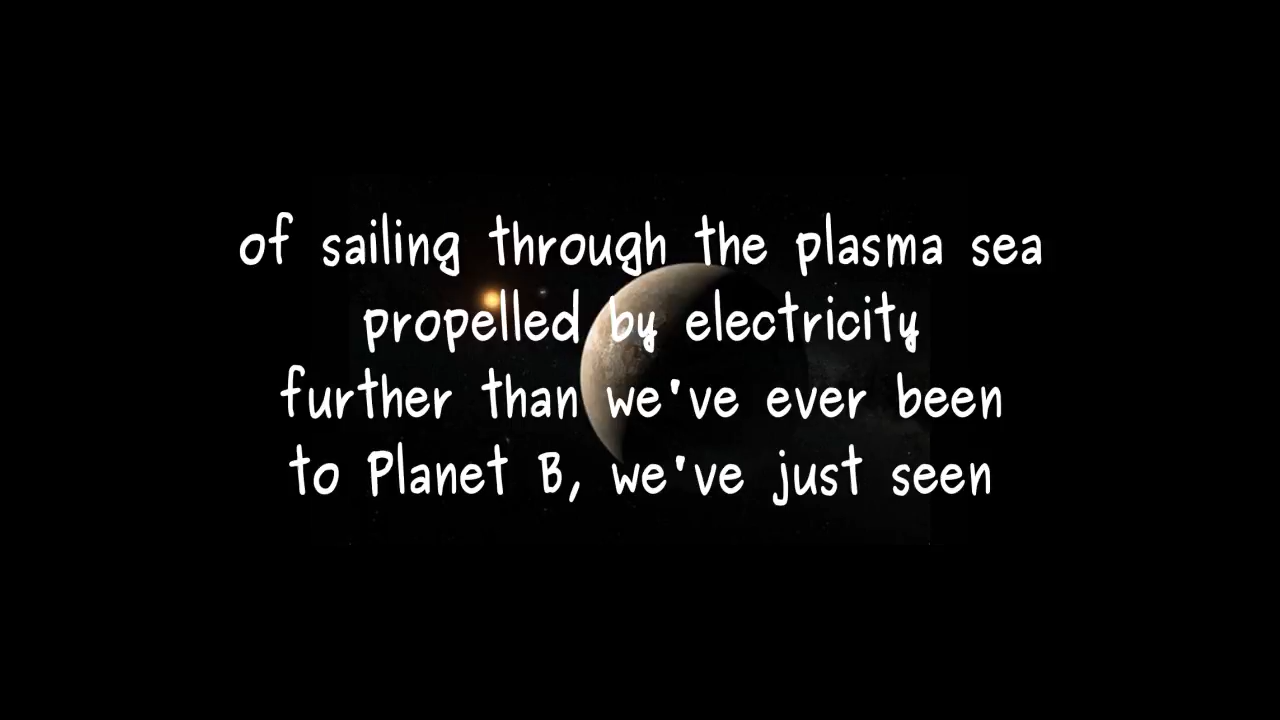 of sailing through the plasma sea
propelled by electricity
further than we've ever been
to Planet B, we've just seen